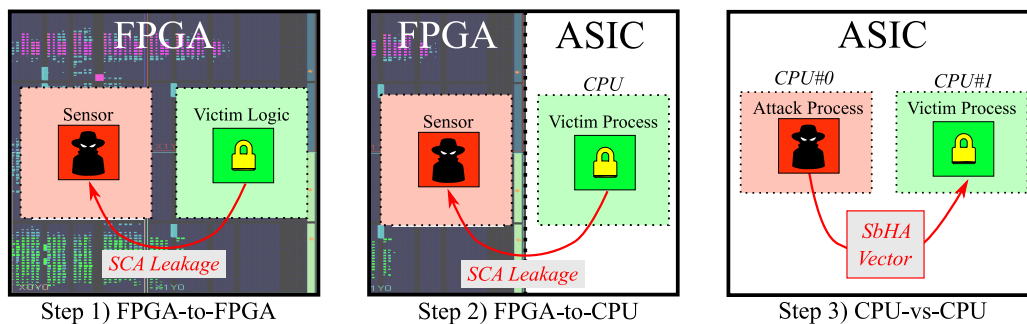 FPGA
Sensor
Victim Logic
SCA Leakage
X0Y0
X1Y0
Step 1) FPGA-to-FPGA
FPGA
ASIC
CPU
Sensor
Victim Process
SCA Leakage
Step 2) FPGA-to-CPU
ASIC
CPU#0
CPU#1
Attack Process
Victim Process
SbHA
Vector
Step 3) CPU-vs-CPU